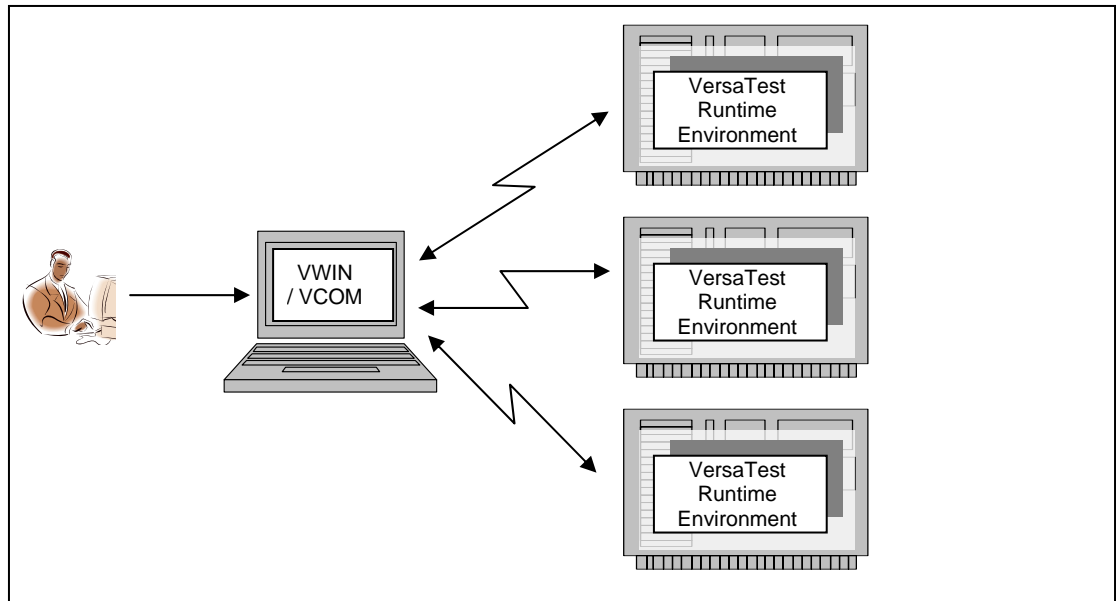 VersaTest
Runtime
Environment
VWIN
/ VCOM
VersaTest
Runtime
Environment
VersaTest
Runtime
Environment